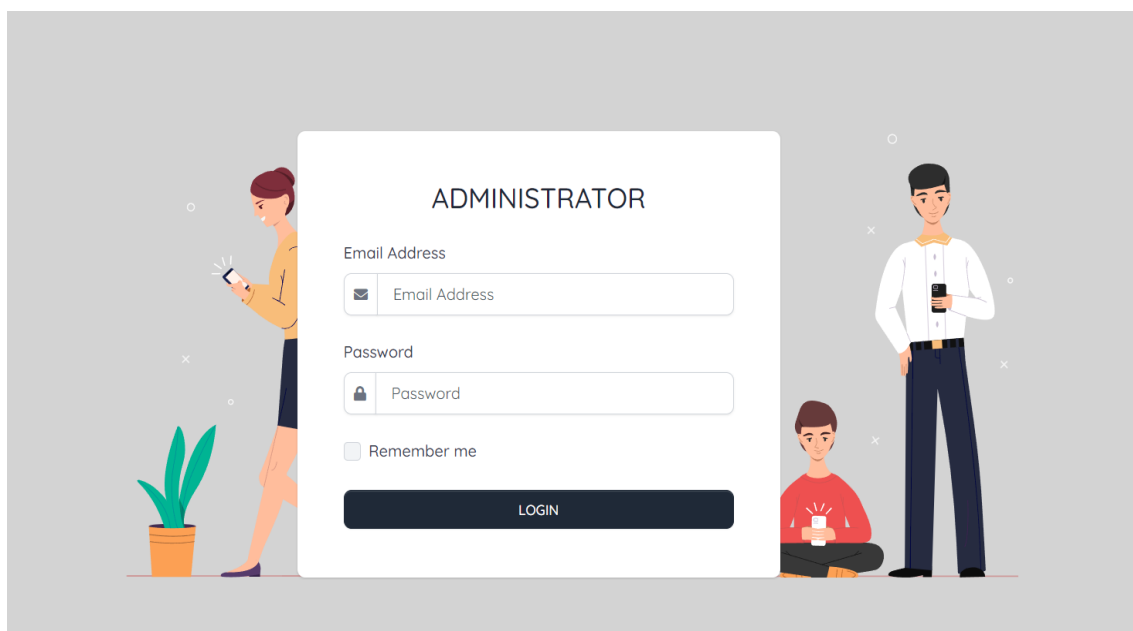 ADMINISTRATOR
Email Address
Email Address
Password
Password
Remember me
LOGIN